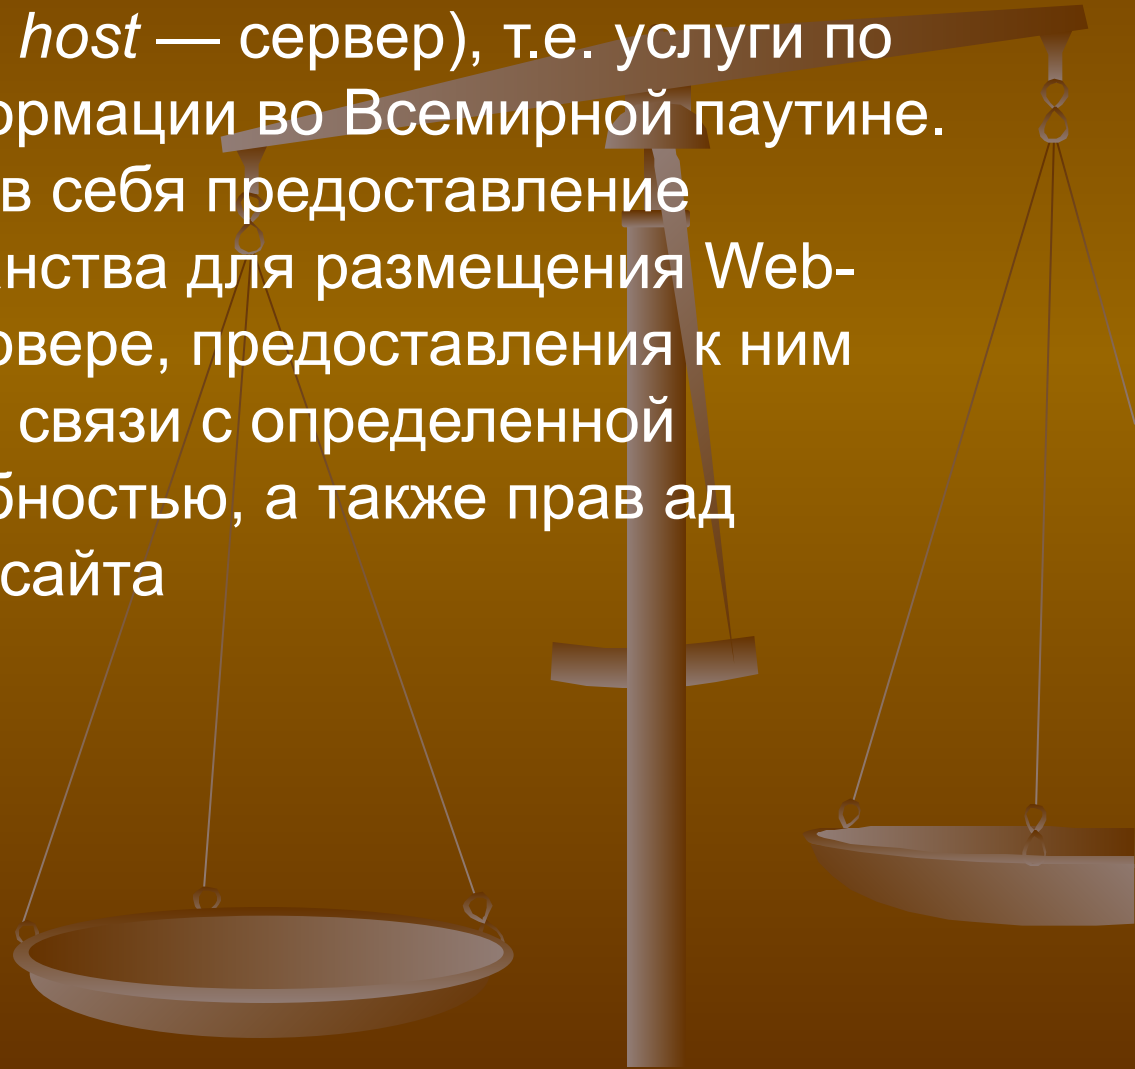 host — сервер), т.е. услуги по
ормации во Всемирной паутине.
в себя предоставление
нства для размещения Web-
рвере, предоставления к ним
связи с определенной
бностью, а также прав ад
сайта